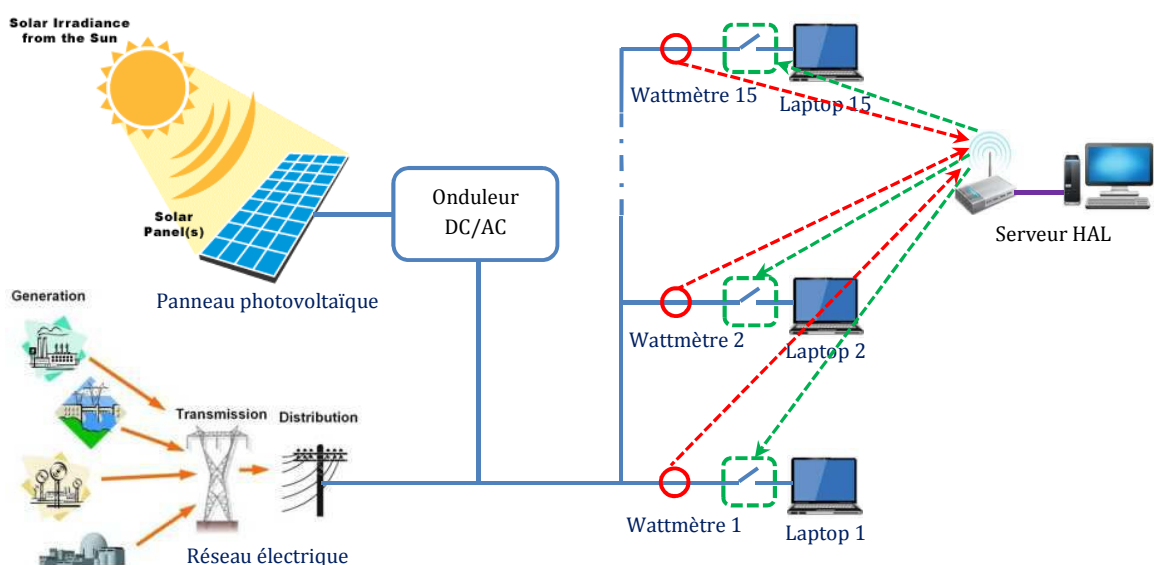 Solar Irradiance
from the Sun
Solar
Panel(s)
Panneau photovoltaïque
Onduleur
DC/AC
Wattmètre 15
Laptop 15
Serveur HAL
Wattmètre 2
Laptop 2
Generation
Transmission
Distribution
Réseau électrique
Wattmètre 1
Laptop 1